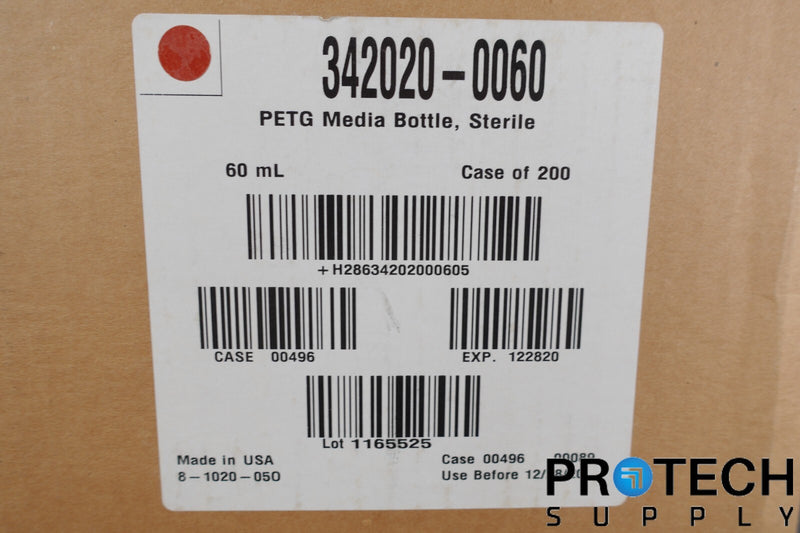 342020-0060
PETG Media Bottle, Sterile
60 mL Case of 200
+H28634202000605
CASE 00496 EXP. 122820
Lot 1165525
Made in USA Case 00496
8-1020-050 Use Before
PROTECH
SUPPLY